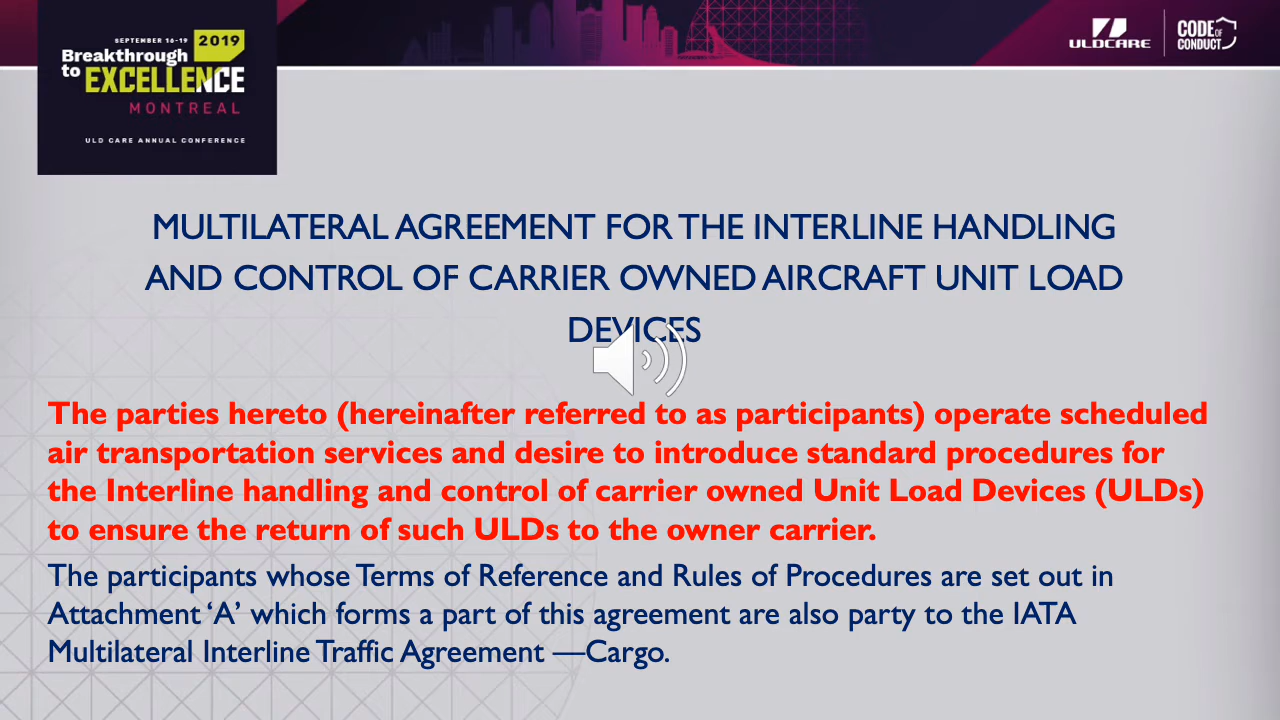 SEPTEMBER 16-19 2019
Breakthrough
to EXCELLENCE
MONTREAL
ULD CARE ANNUAL CONFERENCE
ULDCARE
CODE OF
CONDUCT
MULTILATERAL AGREEMENT FOR THE INTERLINE HANDLING
AND CONTROL OF CARRIER OWNED AIRCRAFT UNIT LOAD
DEVICES
The parties hereto (hereinafter referred to as participants) operate scheduled
air transportation services and desire to introduce standard procedures for
the Interline handling and control of carrier owned Unit Load Devices (ULDs)
to ensure the return of such ULDs to the owner carrier.
The participants whose Terms of Reference and Rules of Procedures are set out in
Attachment ‘A’ which forms a part of this agreement are also party to the IATA
Multilateral Interline Traffic Agreement —Cargo.